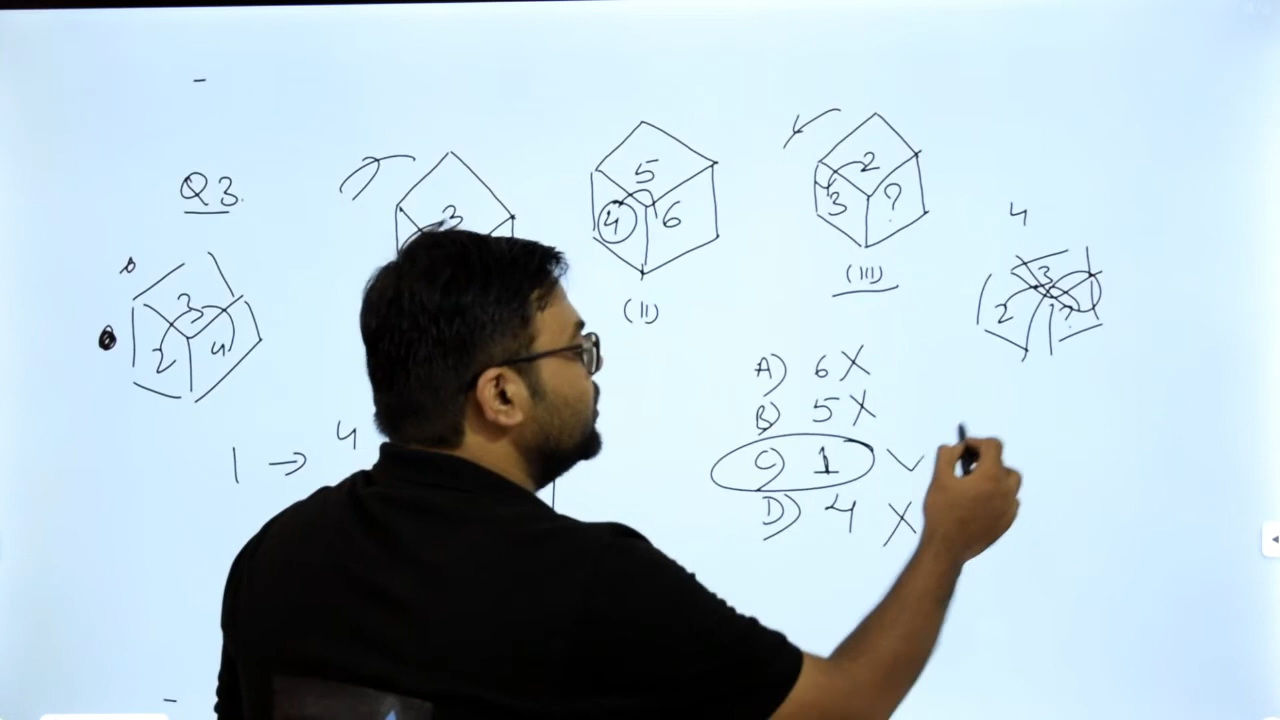 Q3.
3
5
4 6
(II)
2
3 ?
(III)
4
3
2 4
3
2 ?
1 → 4
A) 6 X
B) 5 X
C) 1 ✓
D) 4 X